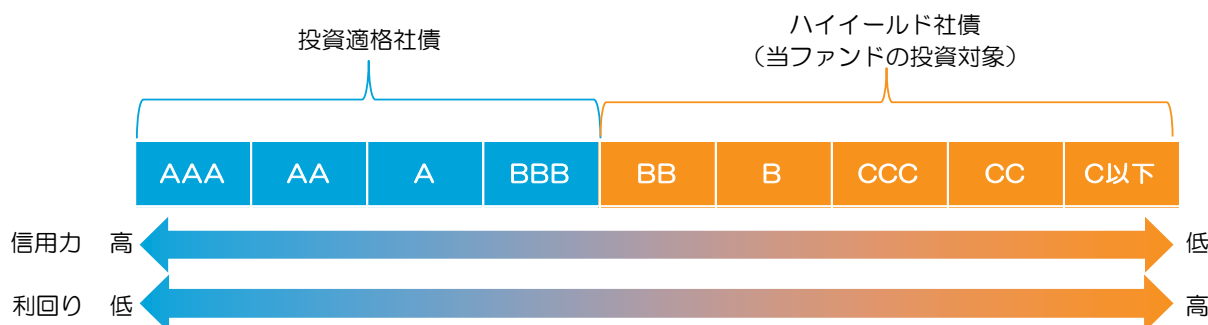 投資適格社債
ハイイールド社債
（当ファンドの投資対象）
AAA AA A BBB BB B CCC CC C以下
信用力 高 低
利回り 低 高